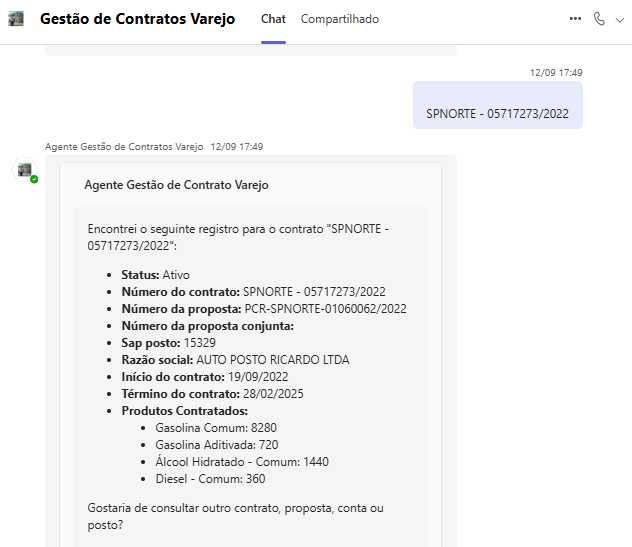 Gestão de Contratos Varejo Chat Compartilhado
12/09 17:49
SPNORTE - 05717273/2022
Agente Gestão de Contratos Varejo 12/09 17:49
Agente Gestão de Contrato Varejo
Encontrei o seguinte registro para o contrato "SPNORTE -
05717273/2022":
• Status: Ativo
• Número do contrato: SPNORTE - 05717273/2022
• Número da proposta: PCR-SPNORTE-01060062/2022
• Número da proposta conjunta:
• Sap posto: 15329
• Razão social: AUTO POSTO RICARDO LTDA
• Início do contrato: 19/09/2022
• Término do contrato: 28/02/2025
• Produtos Contratados:
• Gasolina Comum: 8280
• Gasolina Aditivada: 720
• Álcool Hidratado - Comum: 1440
• Diesel - Comum: 360
Gostaria de consultar outro contrato, proposta, conta ou
posto?